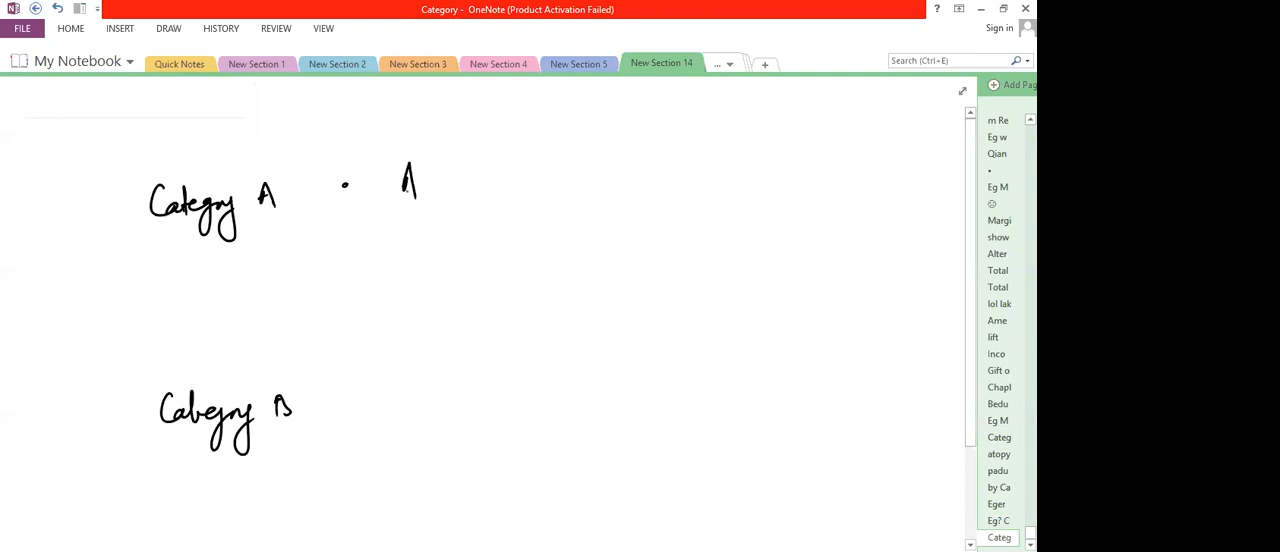 Category - OneNote (Product Activation Failed)
?
FILE HOME INSERT DRAW HISTORY REVIEW VIEW
Sign in
My Notebook Quick Notes New Section 1 New Section 2 New Section 3 New Section 4 New Section 5 New Section 14 ... +
Search (Ctrl+E)
Add Pag
m Re
Eg w
Qian
•
Eg M
☺
Margi
show
Alter
Total
Total
lol lak
Ame
lift
Inco
Gift o
Chapl
Bedu
Eg M
Categ
atopy
padu
by Ca
Eger
Eg? C
Categ
Category A •
Category B